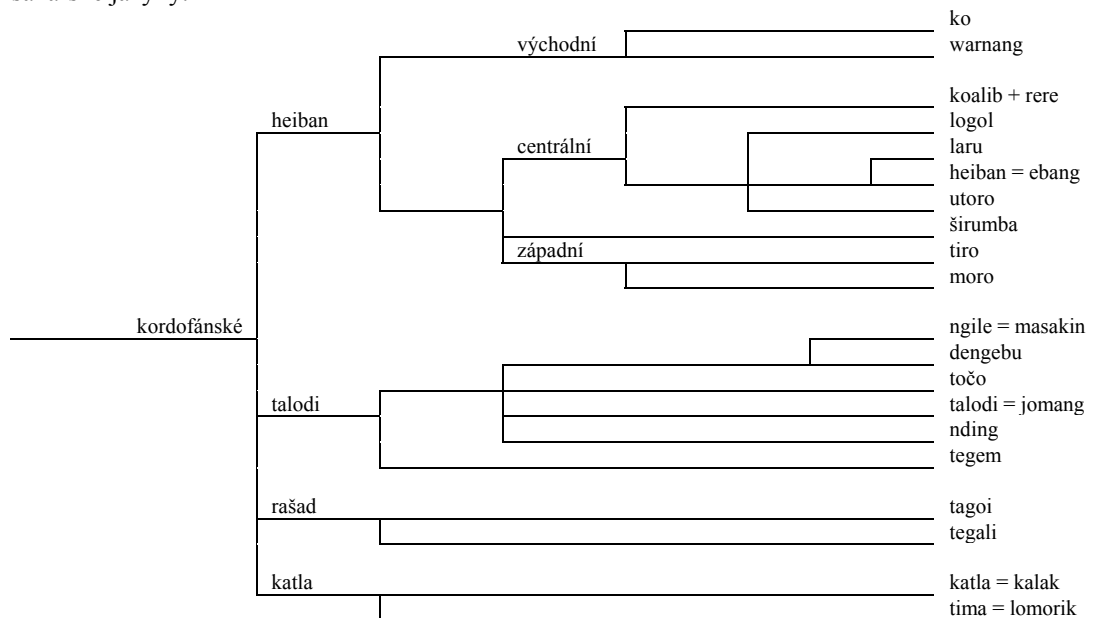 ko
východní warnang
koalib + rere
heiban logol
centrální laru
heiban = ebang
utoro
širumba
západní tiro
moro
kordofánské ngile = masakin
dengebu
točo
talodi talodi = jomang
nding
tegem
rašad tagoi
tegali
katla katla = kalak
tima = lomorik